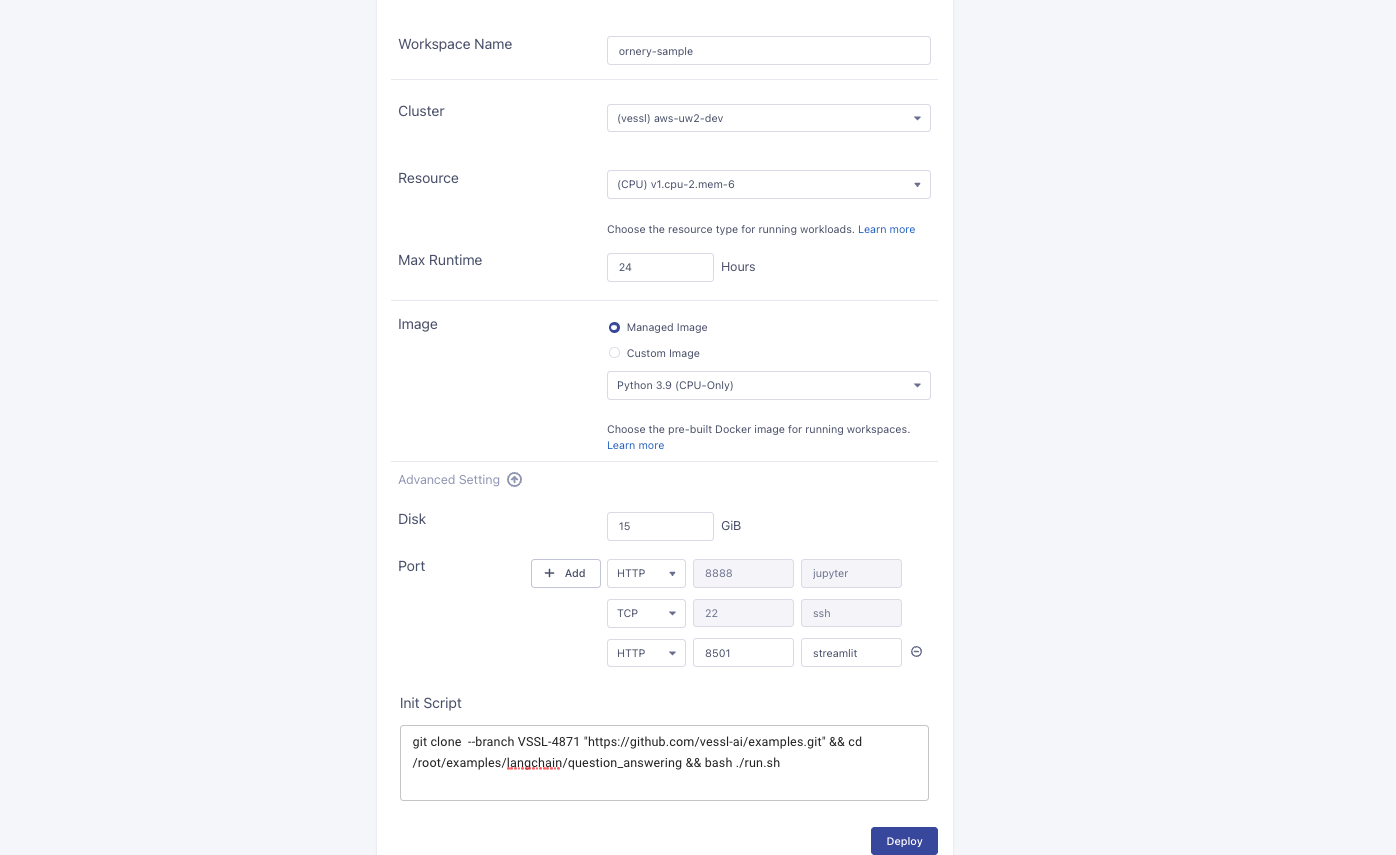 Workspace Name
ornery-sample
Cluster
(vessl) aws-uw2-dev
Resource
(CPU) v1.cpu-2.mem-6
Choose the resource type for running workloads. Learn more
Max Runtime
24 Hours
Image
Managed Image
Custom Image
Python 3.9 (CPU-Only)
Choose the pre-built Docker image for running workspaces.
Learn more
Advanced Setting
Disk
15 GiB
Port
+ Add HTTP 8888 jupyter
TCP 22 ssh
HTTP 8501 streamlit
Init Script
git clone  --branch VSSL-4871 "https://github.com/vessl-ai/examples.git" && cd
/root/examples/langchain/question_answering && bash ./run.sh
Deploy